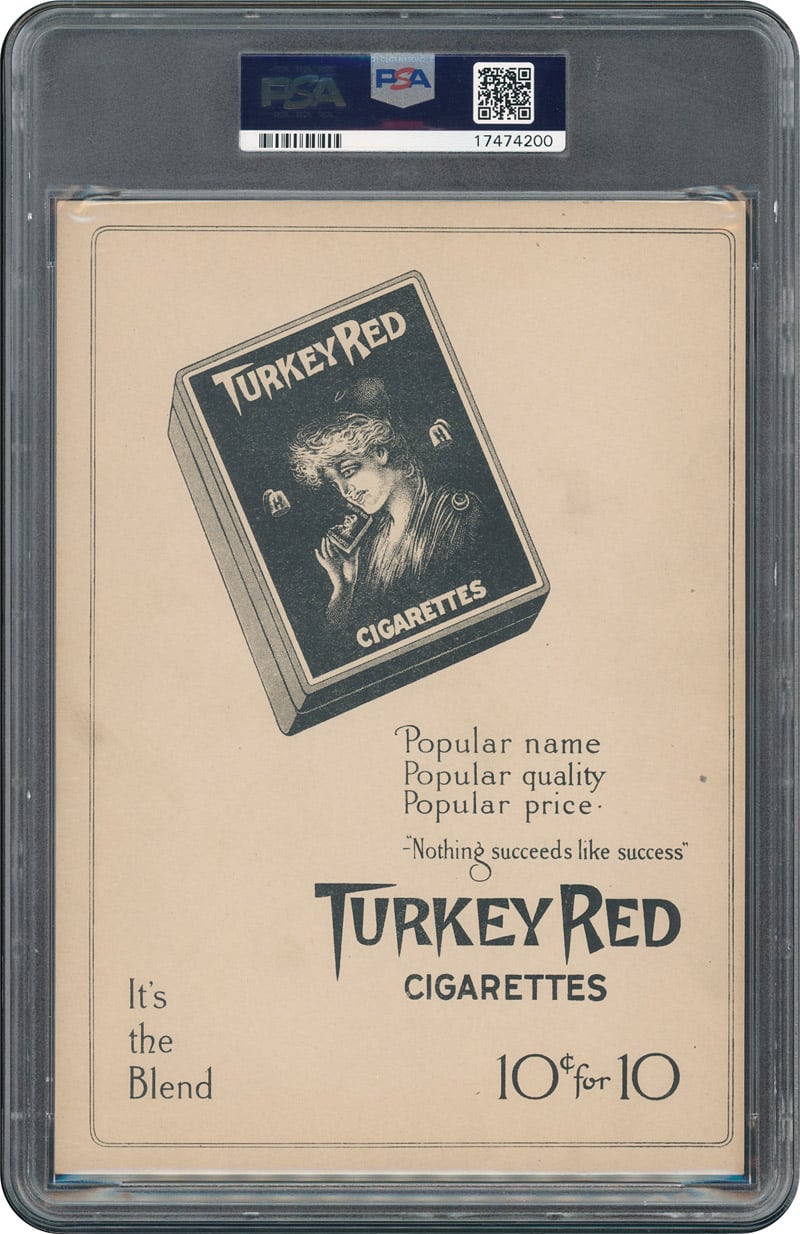 PSA
PSA
17474200
TURKEY RED
H
H
CIGARETTES
Popular name
Popular quality
Popular price.
"Nothing succeeds like success"
TURKEY RED
CIGARETTES
It's
the
Blend
10¢ for 10